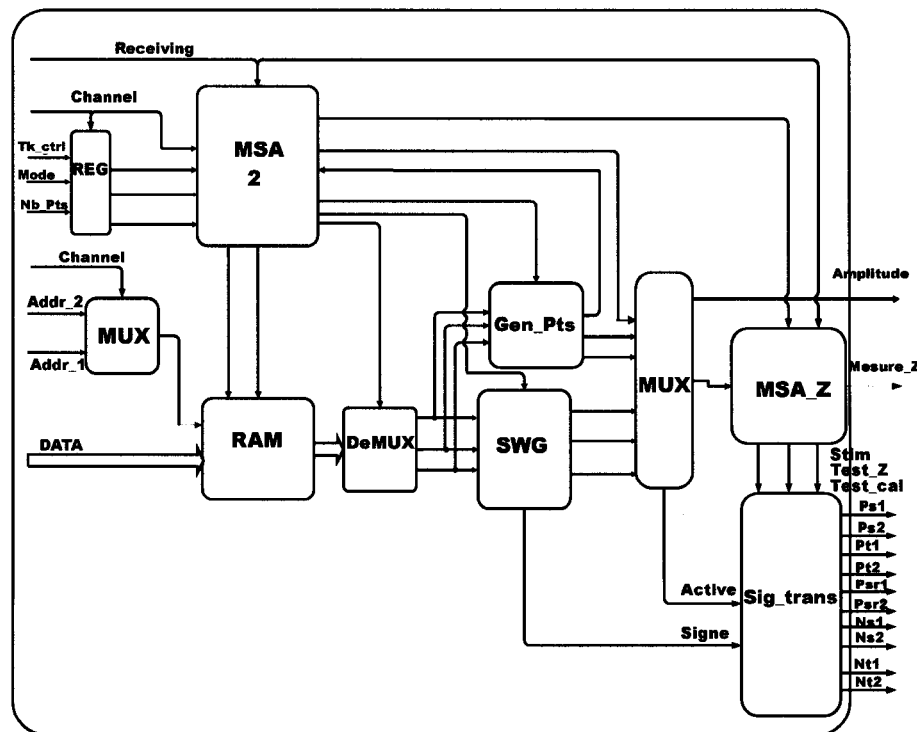 Receiving
Channel
Tk_ctrl
REG
Mode
Nb_Pts
MSA
2
Channel
Addr_2
MUX
Addr_1
DATA
RAM
DeMUX
Gen_Pts
SWG
MUX
Amplitude
MSA_Z
Mesure_Z
Stim
Test_Z
Test_cal
Active
Signe
Sig_trans
Ps1
Ps2
Pt1
Pt2
Psr1
Psr2
Ns1
Ns2
Nt1
Nt2